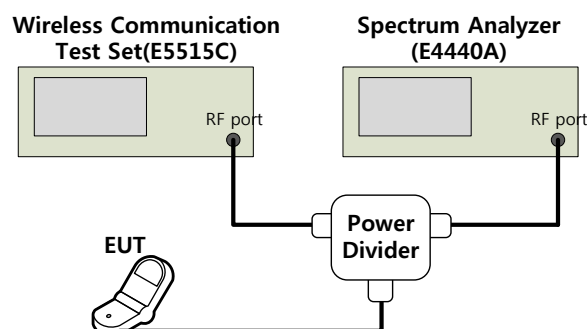 Wireless Communication
Test Set(E5515C)
Spectrum Analyzer
(E4440A)
RF port
RF port
Power
Divider
EUT